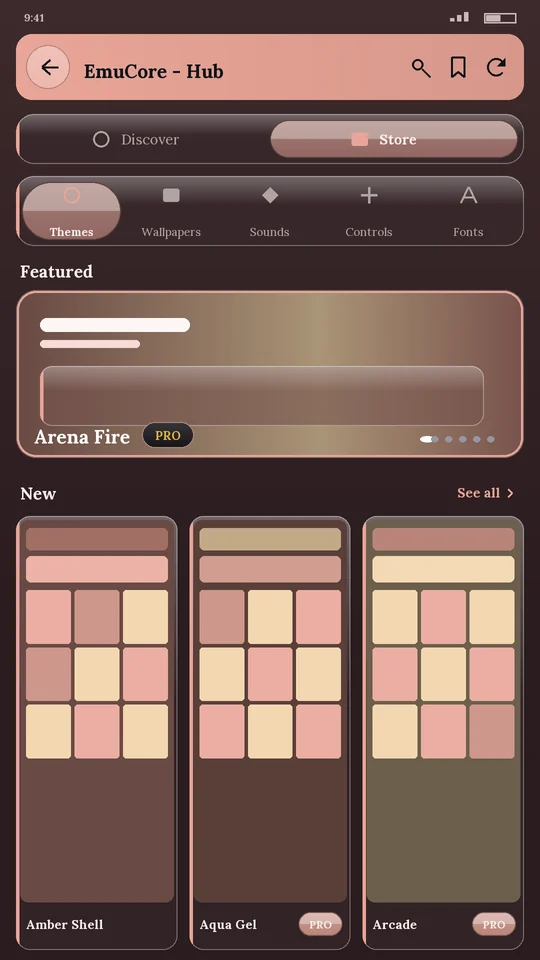 9:41
EmuCore - Hub
Discover
Store
Themes
Wallpapers
Sounds
Controls
Fonts
Featured
Arena Fire
PRO
New
See all
Amber Shell
Aqua Gel
PRO
Arcade
PRO